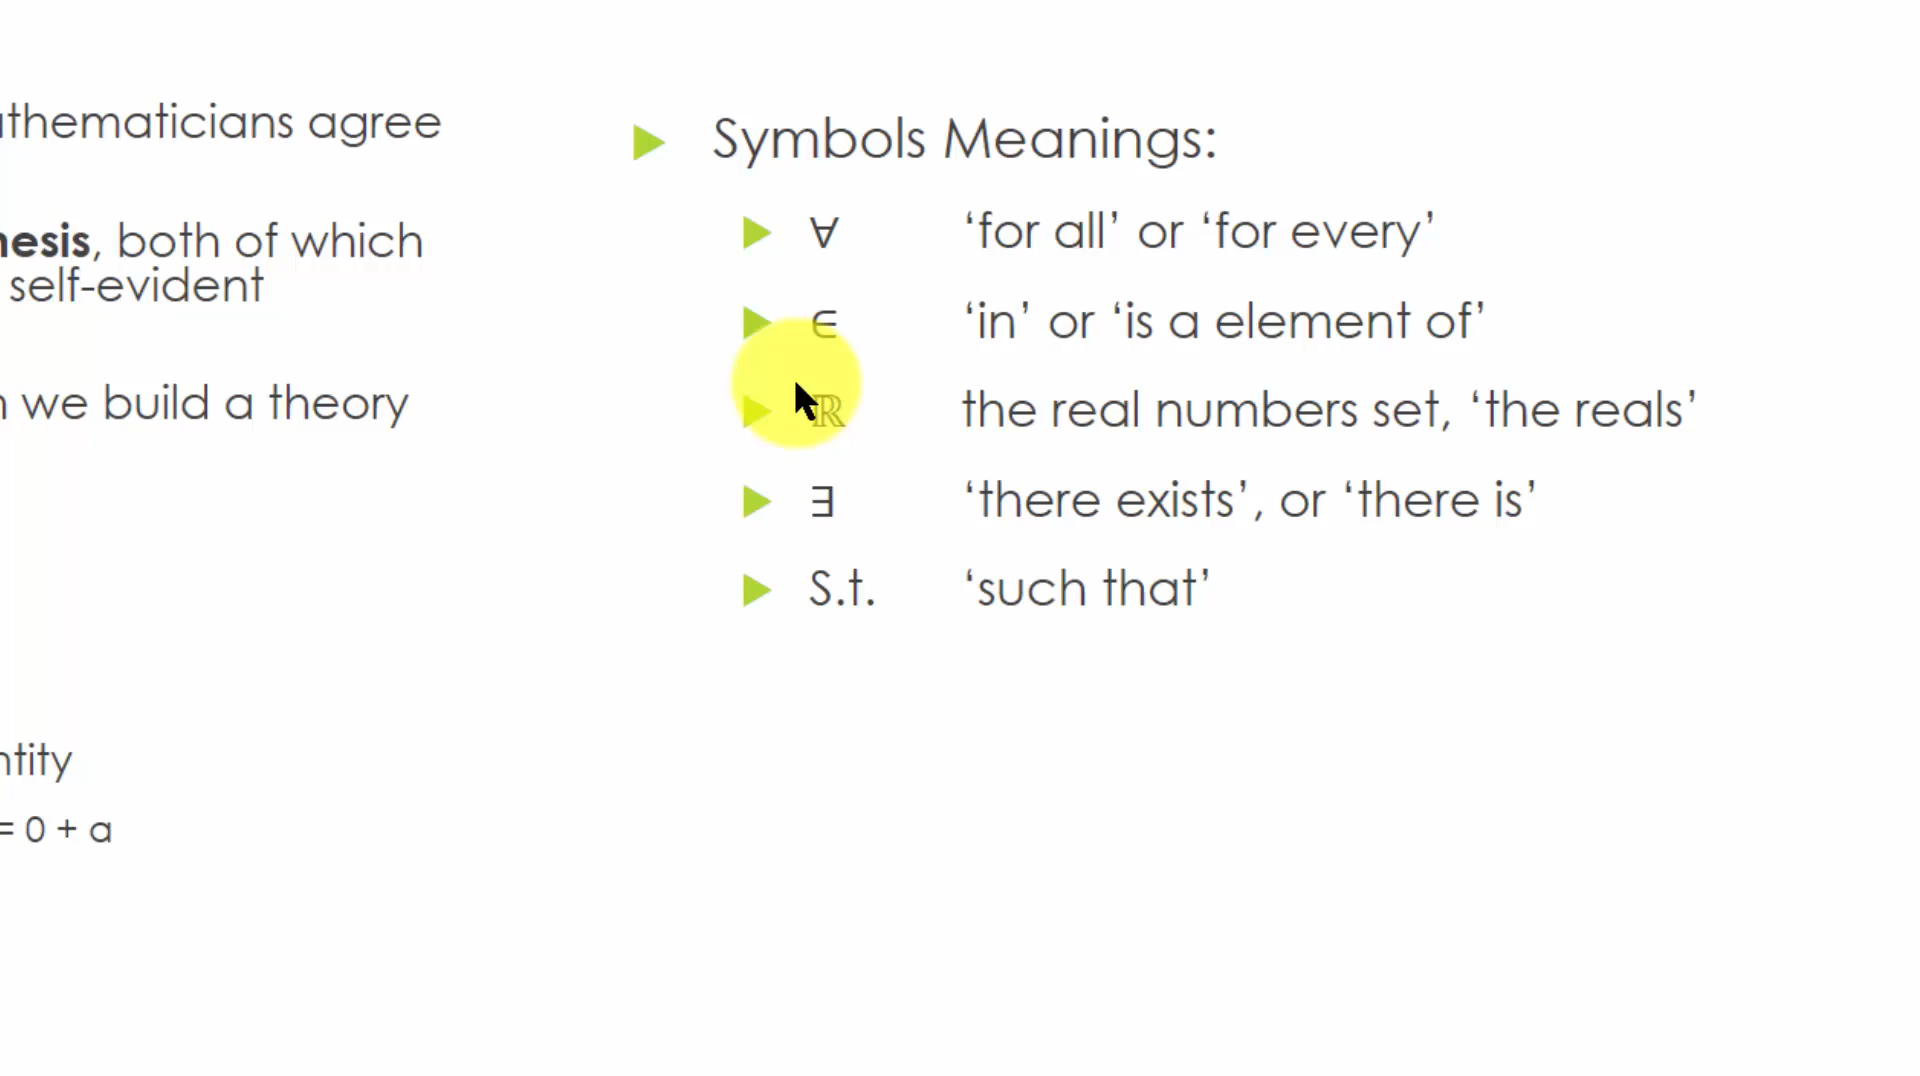 thematicians agree
esis, both of which
self-evident
we build a theory
ntity
= 0 + a
Symbols Meanings:
∀ ‘for all’ or ‘for every’
∈ ‘in’ or ‘is a element of’
ℝ the real numbers set, ‘the reals’
∃ ‘there exists’, or ‘there is’
S.t. ‘such that’